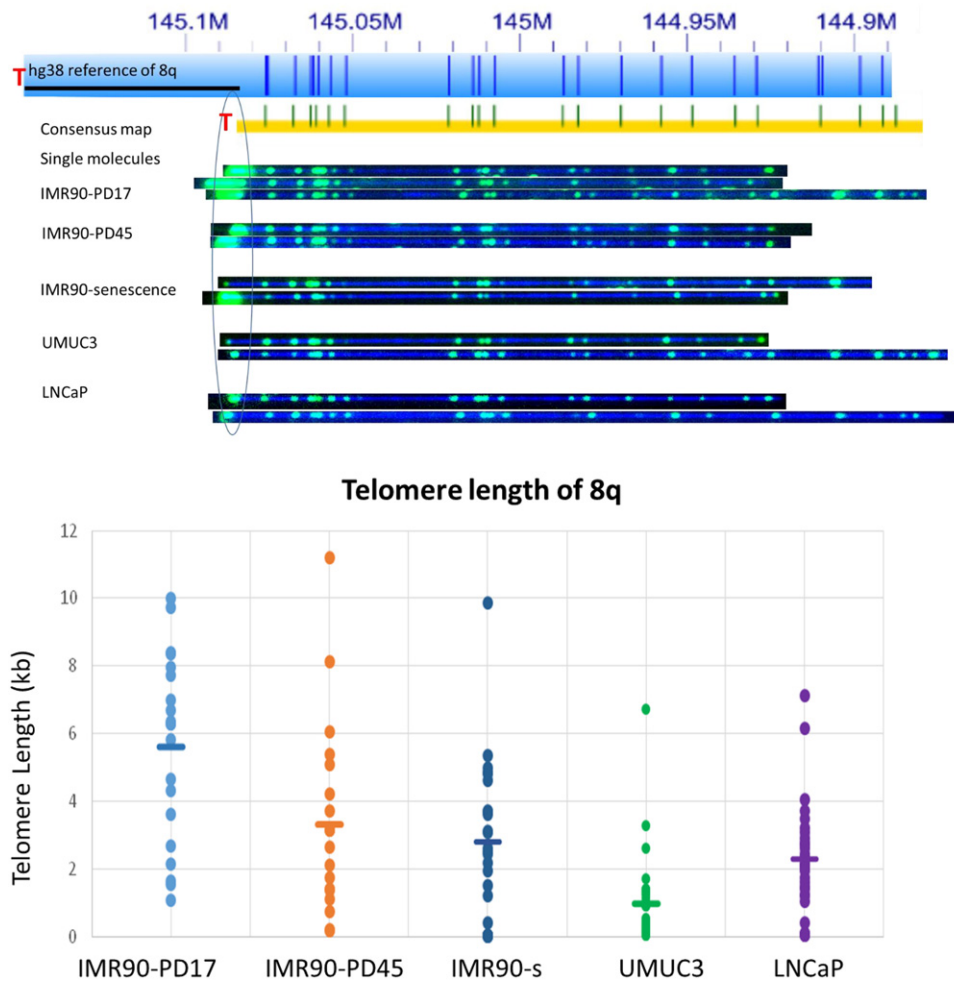 145.1M 145.05M 145M 144.95M 144.9M
T hg38 reference of 8q
T
Consensus map
Single molecules
IMR90-PD17
IMR90-PD45
IMR90-senescence
UMUC3
LNCaP
Telomere length of 8q
Telomere Length (kb)
12
10
8
6
4
2
0
IMR90-PD17 IMR90-PD45 IMR90-s UMUC3 LNCaP